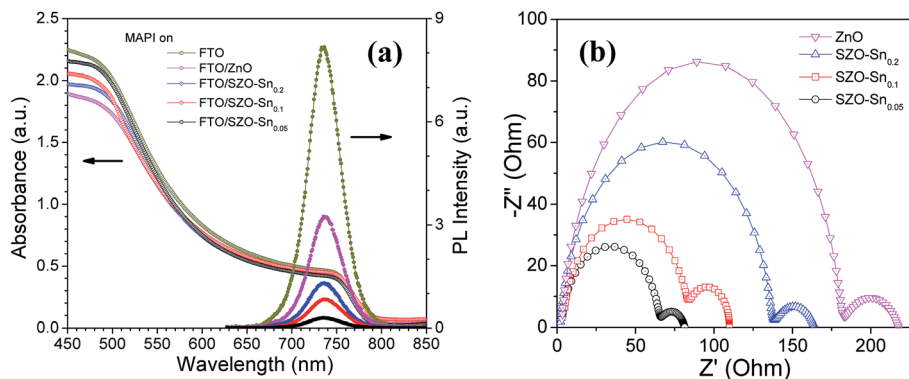 (a)
MAPI on
FTO
FTO/ZnO
FTO/SZO-Sn0.2
FTO/SZO-Sn0.1
FTO/SZO-Sn0.05
2.5
2.0
1.5
1.0
0.5
0.0
Absorbance (a.u.)
9
6
3
0
PL Intensity (a.u.)
450 500 550 600 650 700 750 800 850
Wavelength (nm)
(b)
ZnO
SZO-Sn0.2
SZO-Sn0.1
SZO-Sn0.05
100
80
60
40
20
0
-Z" (Ohm)
0 50 100 150 200
Z' (Ohm)